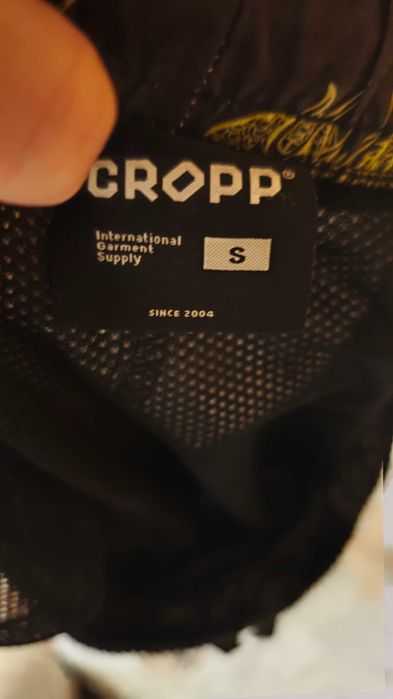 CROPP®
International
Garment
Supply
S
SINCE 2004